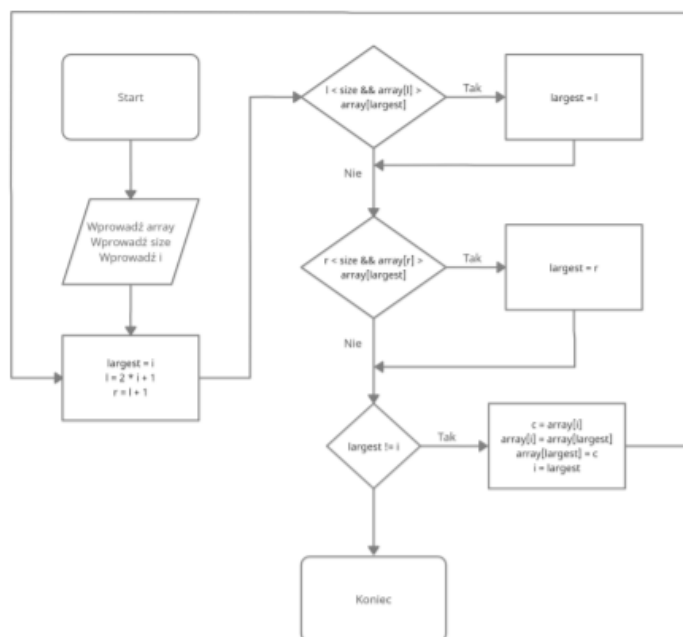 Start
Wprowadź array
Wprowadź size
Wprowadź i
largest = i
l = 2 * i + 1
r = l + 1
l < size && array[l] >
array[largest]
Tak
largest = l
Nie
r < size && array[r] >
array[largest]
Tak
largest = r
Nie
largest != i
Tak
c = array[i]
array[i] = array[largest]
array[largest] = c
i = largest
Koniec